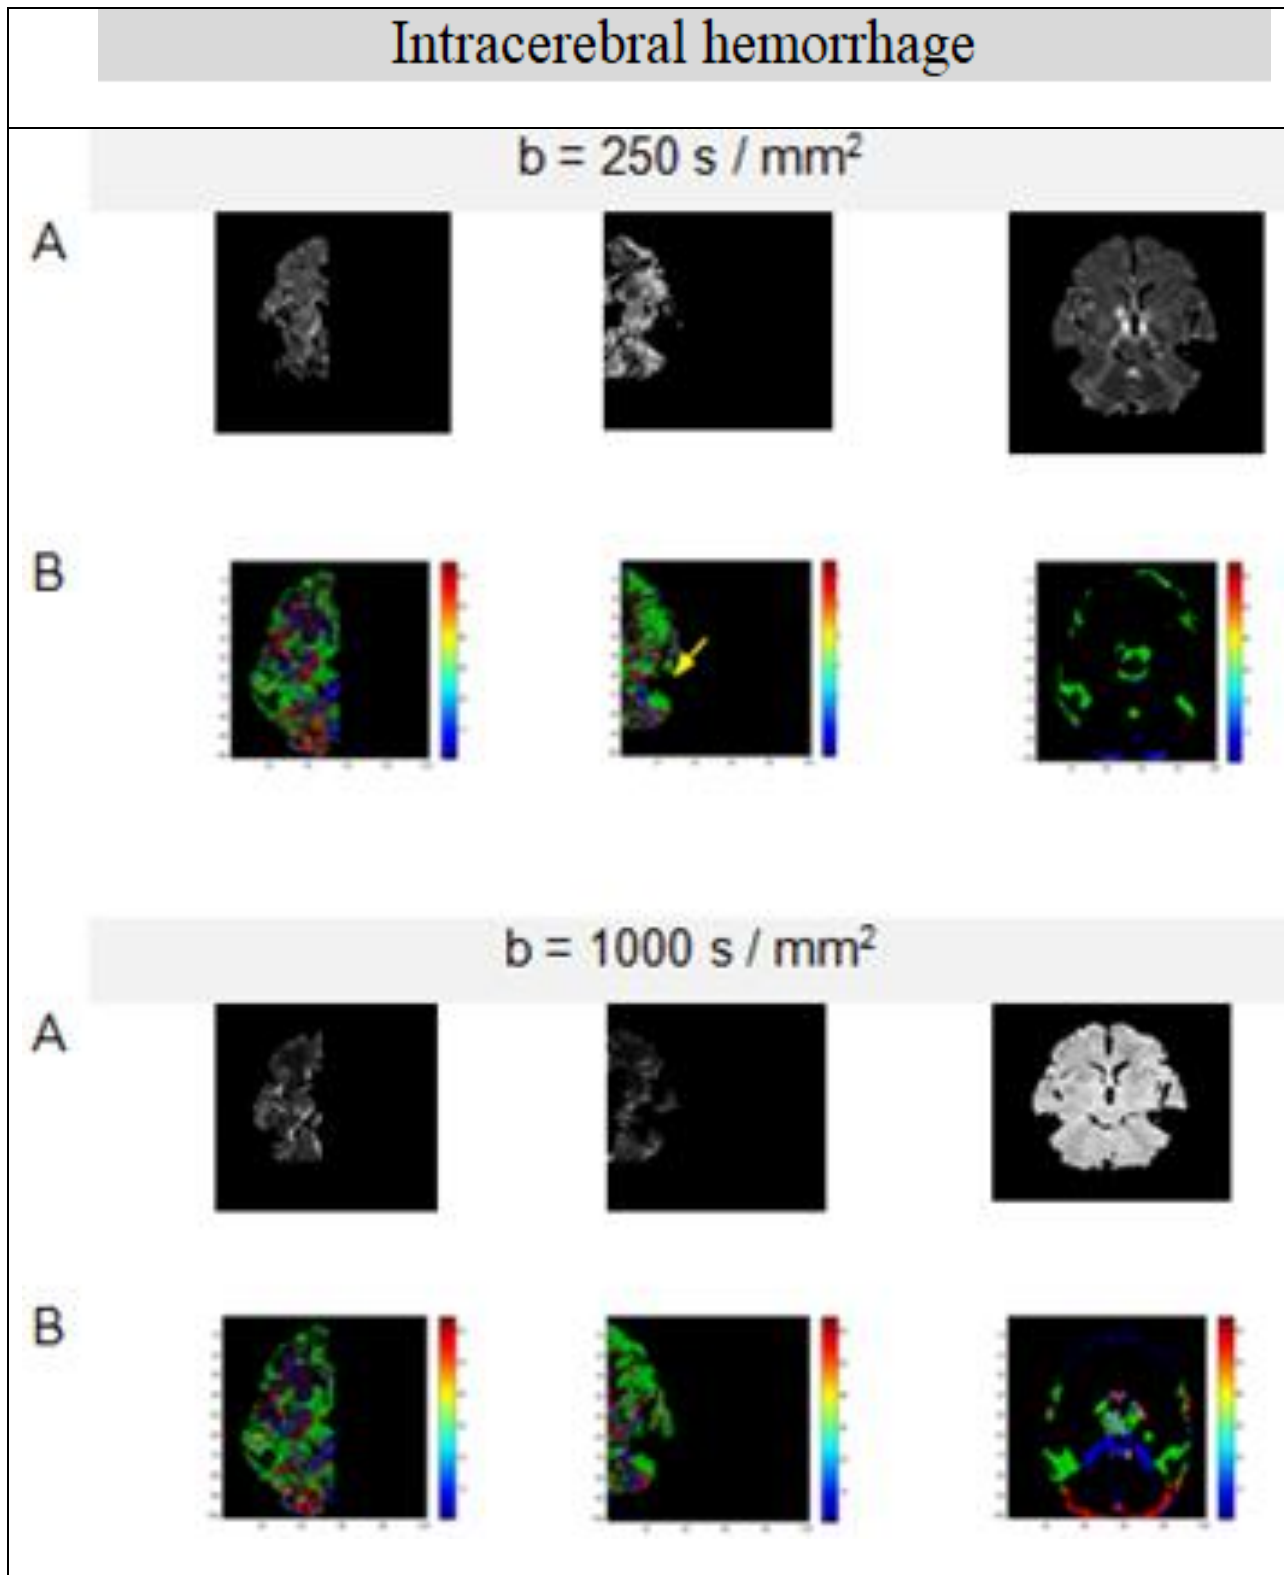 Intracerebral hemorrhage
b = 250 s / mm²
A
B
b = 1000 s / mm²
A
B